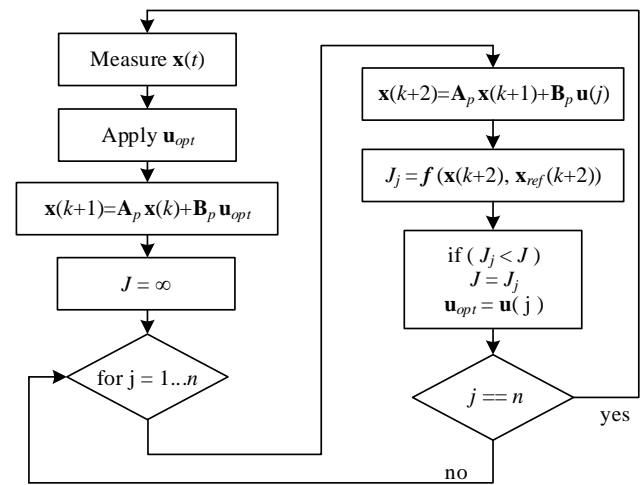 Measure x(t)
Apply u_opt
x(k+1)=A_p x(k)+B_p u_opt
J = ∞
for j = 1...n
x(k+2)=A_p x(k+1)+B_p u(j)
J_j = f (x(k+2), x_ref(k+2))
if ( J_j < J )
J = J_j
u_opt = u( j )
j == n
yes
no